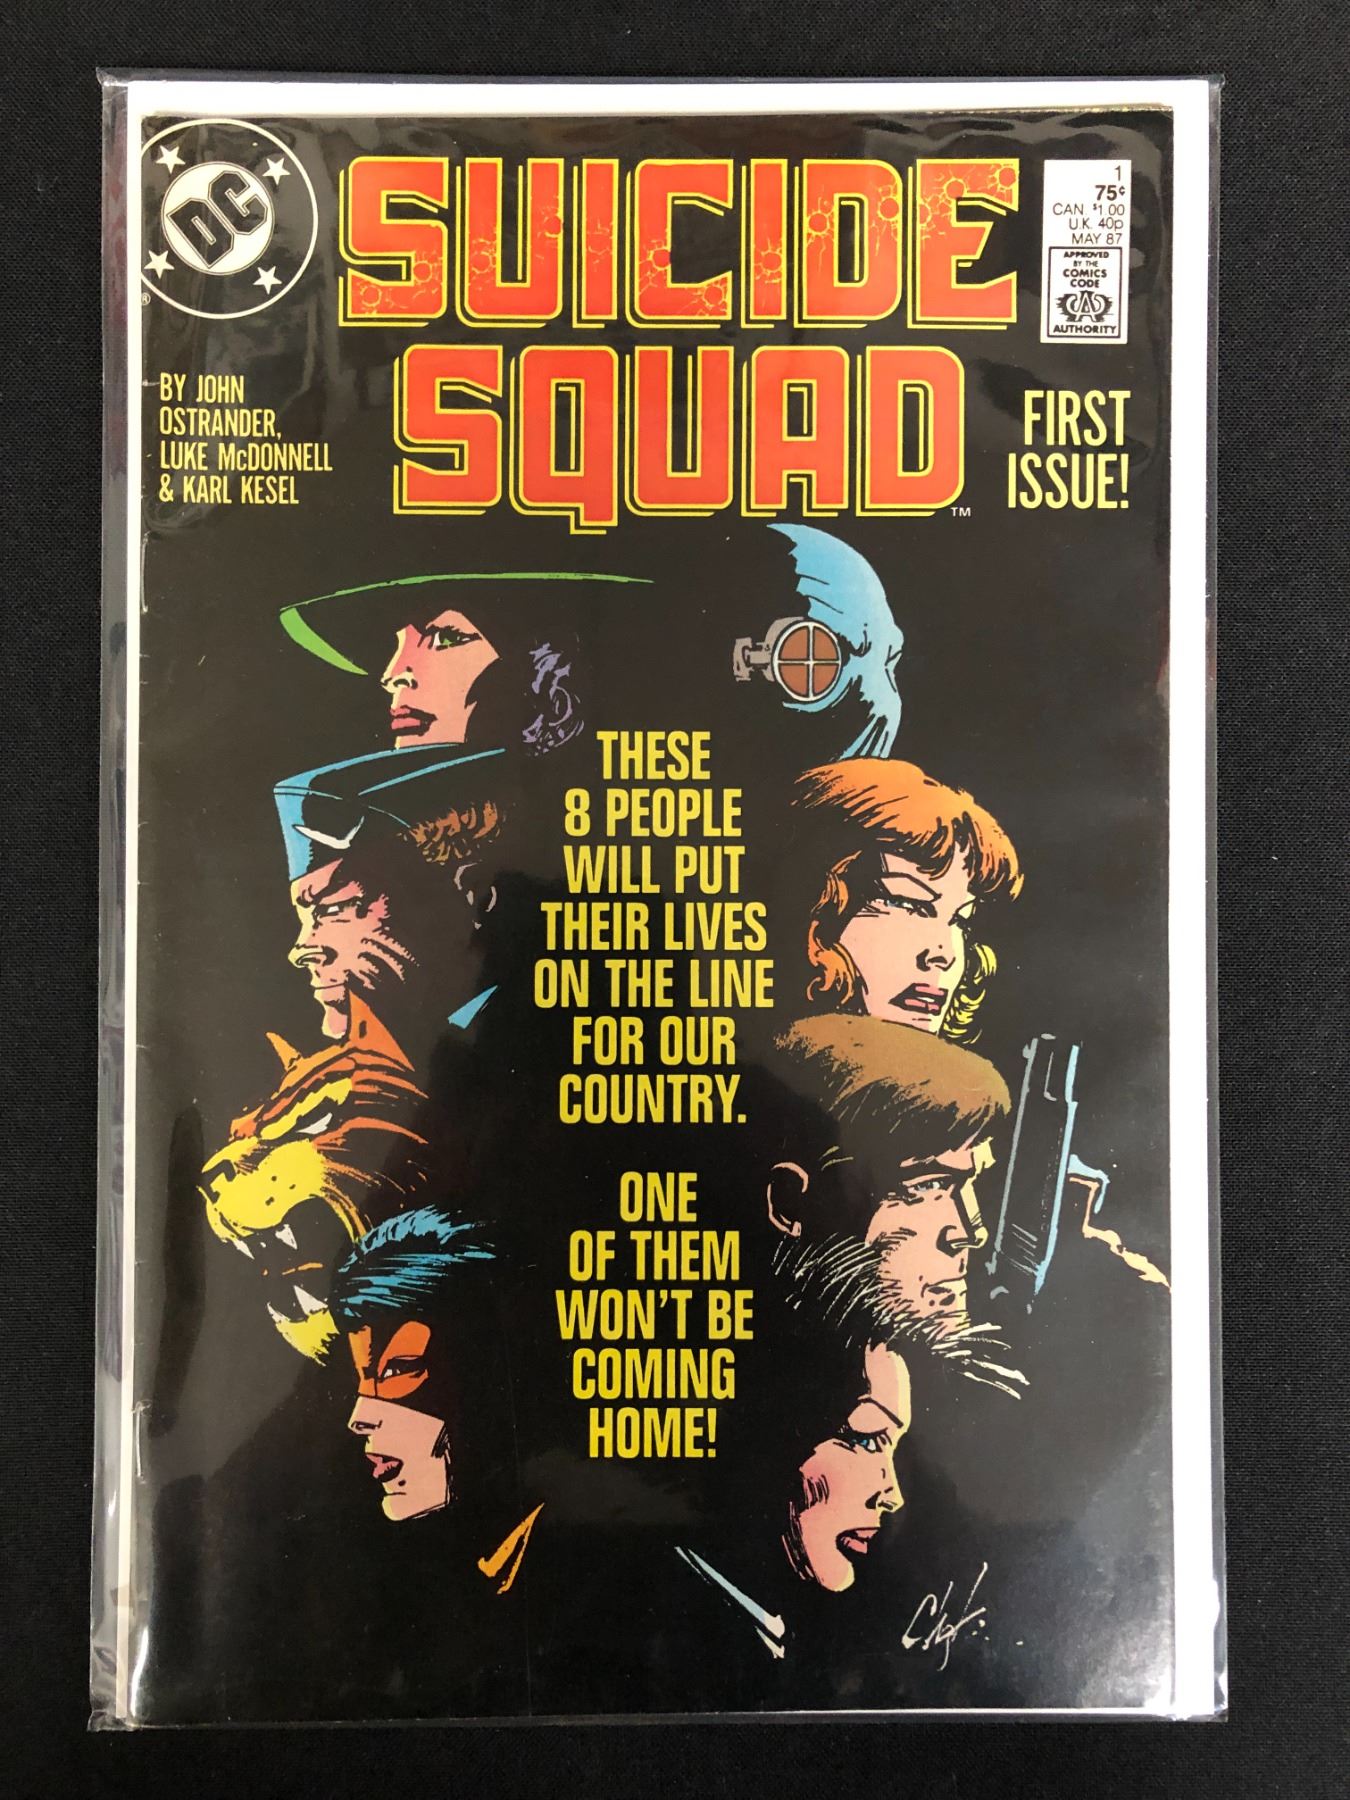 DC
®
SUICIDE
SQUAD
TM
1
75¢
CAN. $1.00
U.K. 40p
MAY 87
APPROVED
BY THE
COMICS
CODE
CA
AUTHORITY
BY JOHN
OSTRANDER,
LUKE McDONNELL
& KARL KESEL
FIRST
ISSUE!
THESE
8 PEOPLE
WILL PUT
THEIR LIVES
ON THE LINE
FOR OUR
COUNTRY.
ONE
OF THEM
WON'T BE
COMING
HOME!